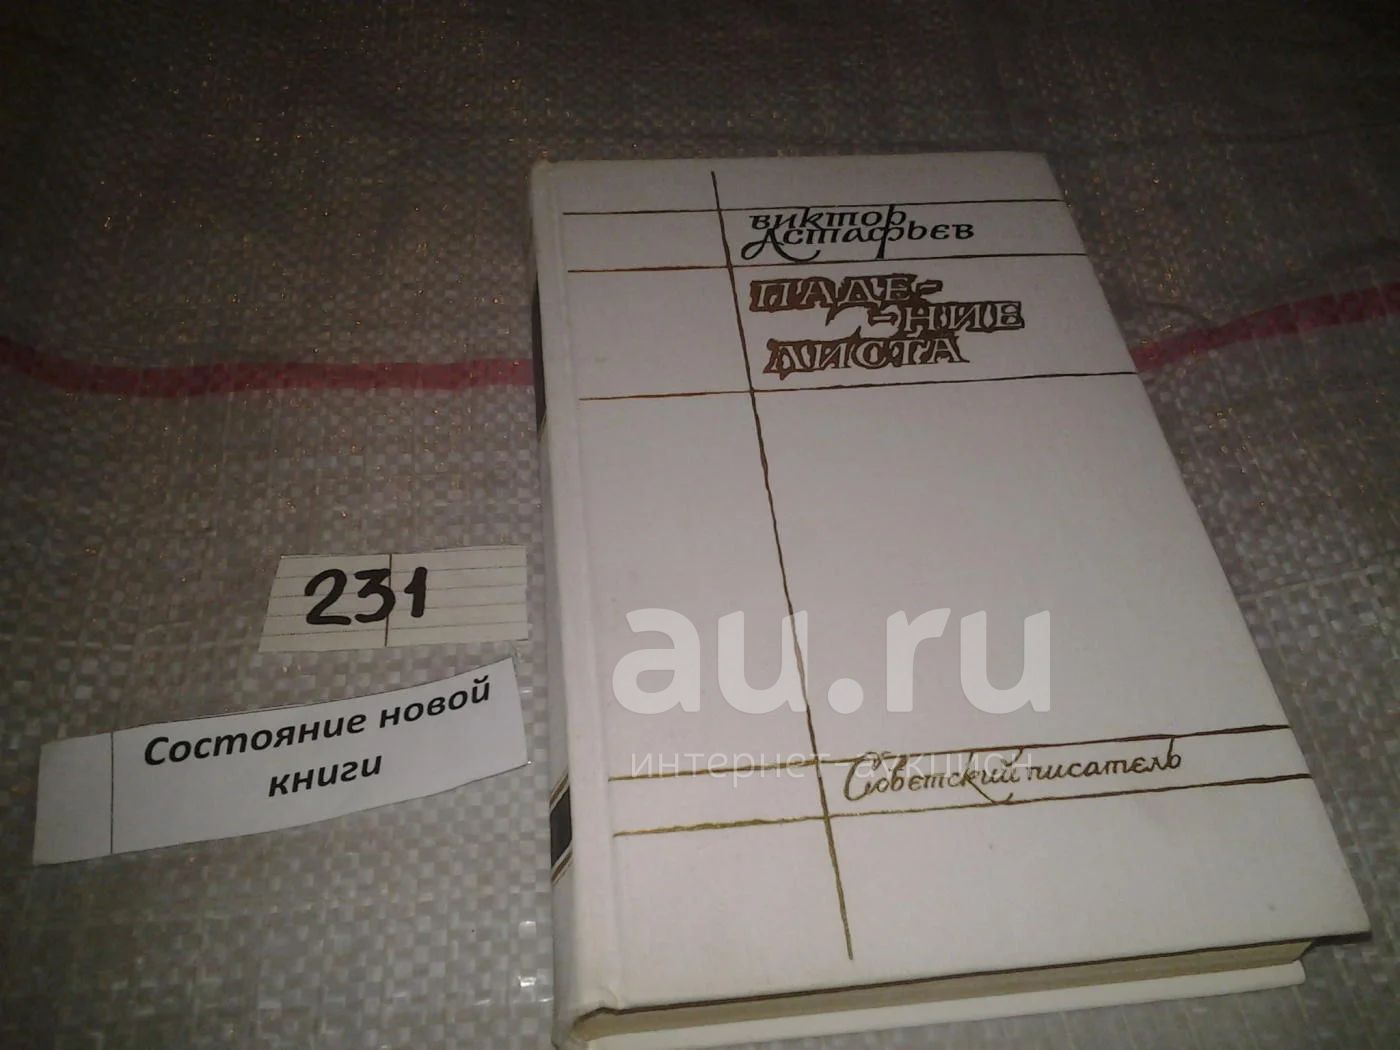 Виктор
Астафьев
ПАДЕ-
-НИЕ
ЛИСТА
231
Состояние новой
книги
au.ru
интернет-аукцион
Советский писатель